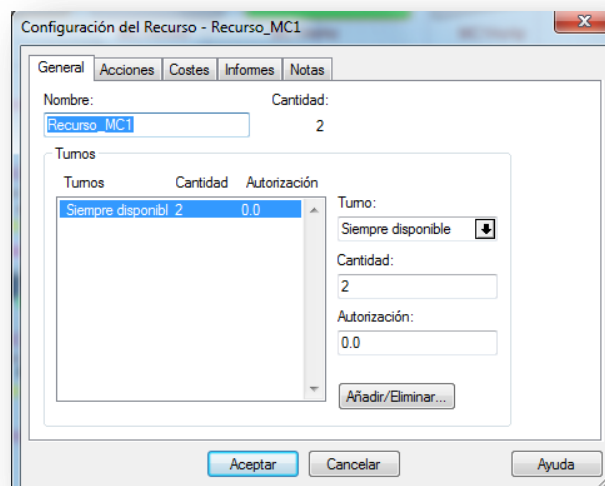 Configuración del Recurso - Recurso_MC1
General Acciones Costes Informes Notas
Nombre: Cantidad:
Recurso_MC1 2
Turnos
Turnos Cantidad Autorización
Siempre disponibl 2 0.0
Turno:
Siempre disponible
Cantidad:
2
Autorización:
0.0
Añadir/Eliminar...
Aceptar Cancelar Ayuda